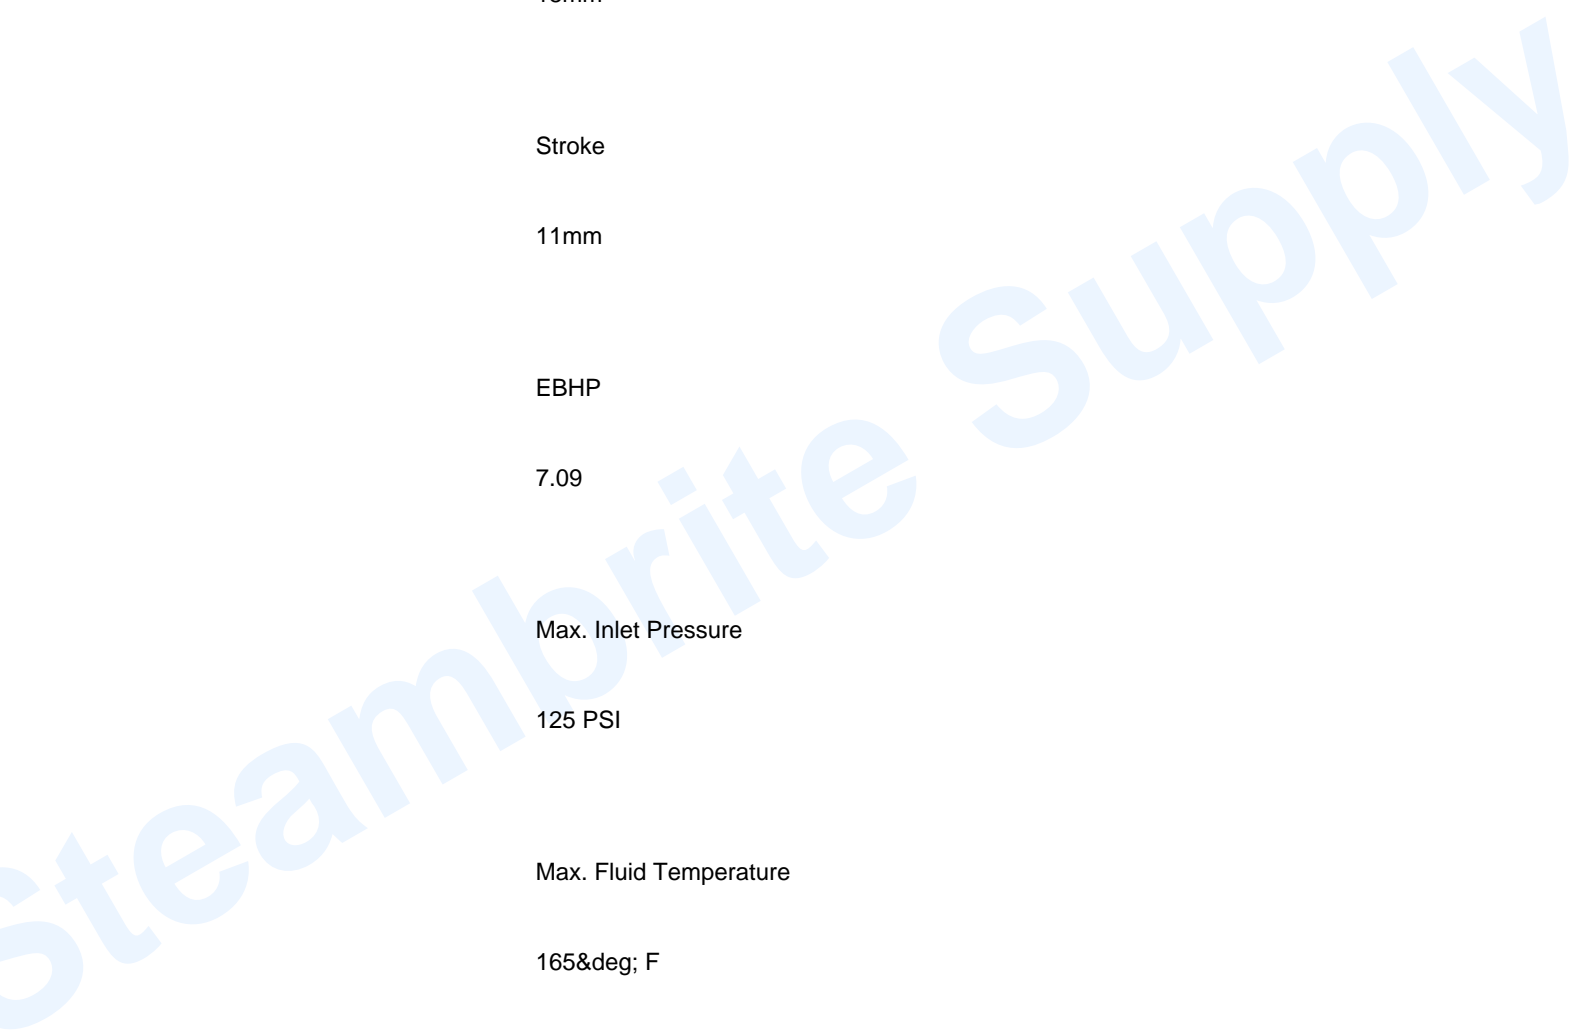 Stroke
11mm
EBHP
7.09
Max. Inlet Pressure
125 PSI
Max. Fluid Temperature
165&deg; F
Steambrite Supply